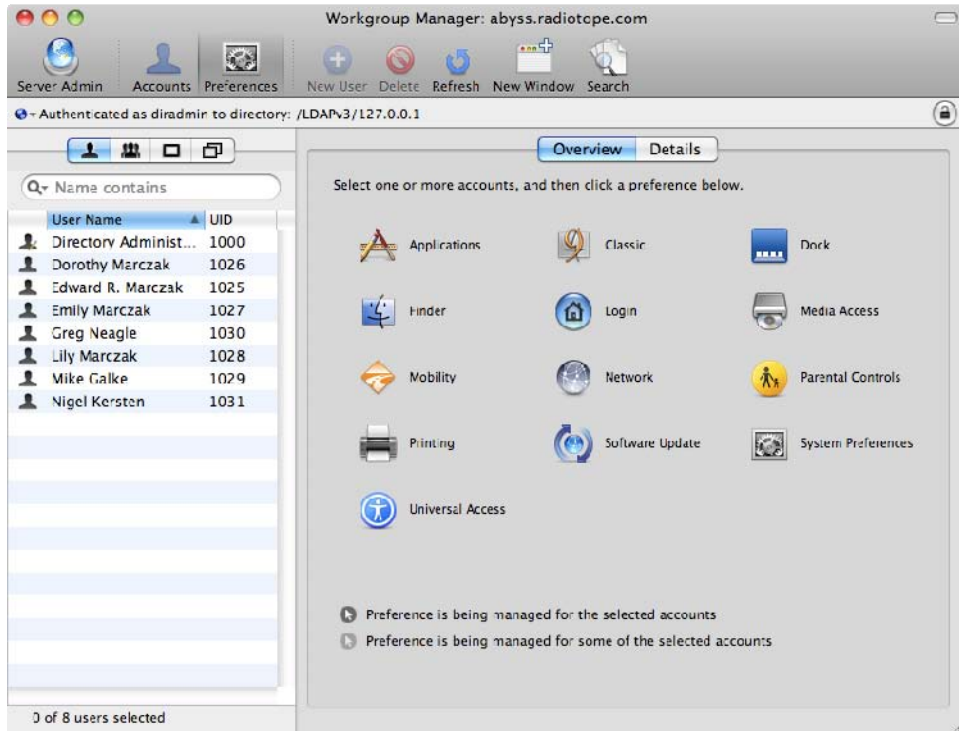 Workgroup Manager: abyss.radiotope.com
Server Admin Accounts Preferences New User Delete Refresh New Window Search
Authenticated as diradmin to directory: /LDAPv3/127.0.0.1
Overview Details
Name contains
Select one or more accounts, and then click a preference below.
User Name UID
Directory Administ... 1000
Dorothy Marczak 1026
Edward R. Marczak 1025
Emily Marczak 1027
Greg Neagle 1030
Lily Marczak 1028
Mike Galke 1029
Nigel Kersten 1031
Applications Classic Dock
Finder Login Media Access
Mobility Network Parental Controls
Printing Software Update System Preferences
Universal Access
Preference is being managed for the selected accounts
Preference is being managed for some of the selected accounts
0 of 8 users selected